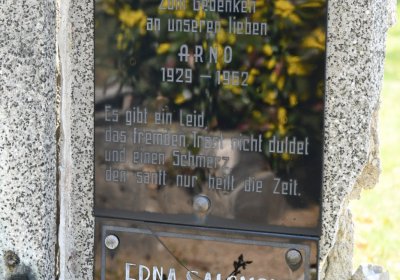 Zum Gedenken
an unseren lieben
ARNO
1929 – 1952
Es gibt ein Leid,
das fremden Trost nicht duldet
und einen Schmerz,
den sanft nur heilt die Zeit.
EDNA